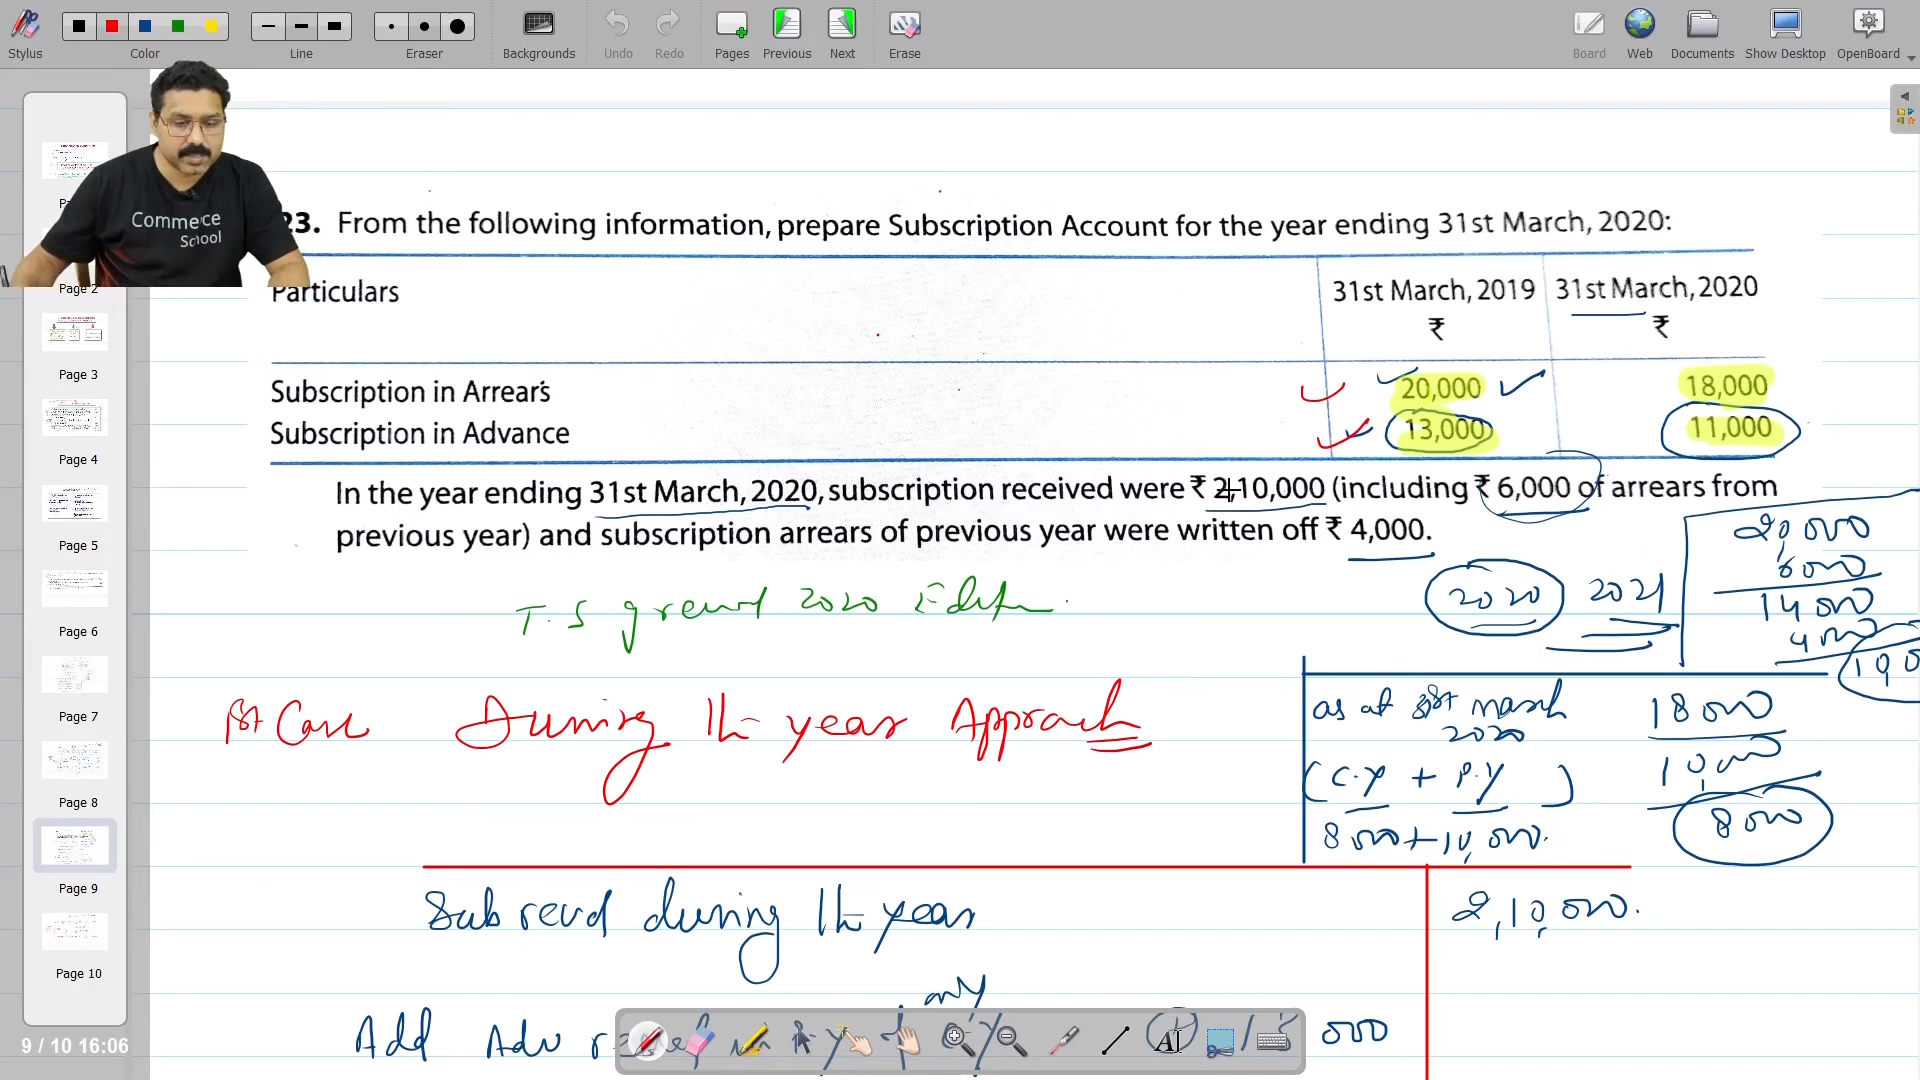 Stylus
Color
Line
Eraser
Backgrounds
Undo
Redo
Pages
Previous
Next
Erase
Board
Web
Documents
Show Desktop
OpenBoard
Commerce
School
23. From the following information, prepare Subscription Account for the year ending 31st March, 2020:
Particulars 31st March, 2019 31st March, 2020
₹ ₹
Subscription in Arrears 20,000 18,000
Subscription in Advance 13,000 11,000
In the year ending 31st March, 2020, subscription received were ₹ 2,10,000 (including ₹ 6,000 of arrears from
previous year) and subscription arrears of previous year were written off ₹ 4,000.
20,000
6000
14000
4000
2020 2021
T.S grewal 2020 Edition.
1st Case During the year Approach
as at 31st March 18000
2020
10,000
(C.Y + P.Y)
8000
8000+10,000.
Sub recvd during the year 2,10,000.
any
Add Adv
000
Page 2
Page 3
Page 4
Page 5
Page 6
Page 7
Page 8
Page 9
Page 10
9 / 10 16:06